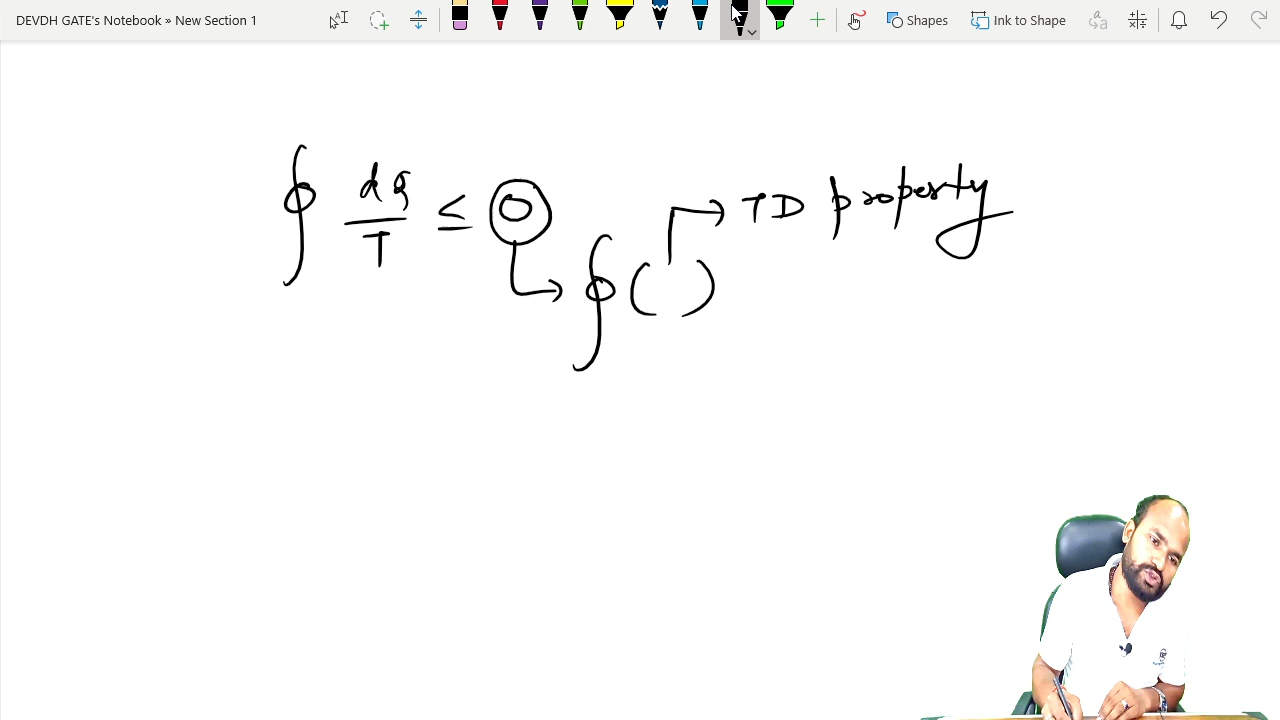 DEVDH GATE's Notebook » New Section 1
Shapes
Ink to Shape
∮ dq/T ≤ 0
∮( ) → TD property